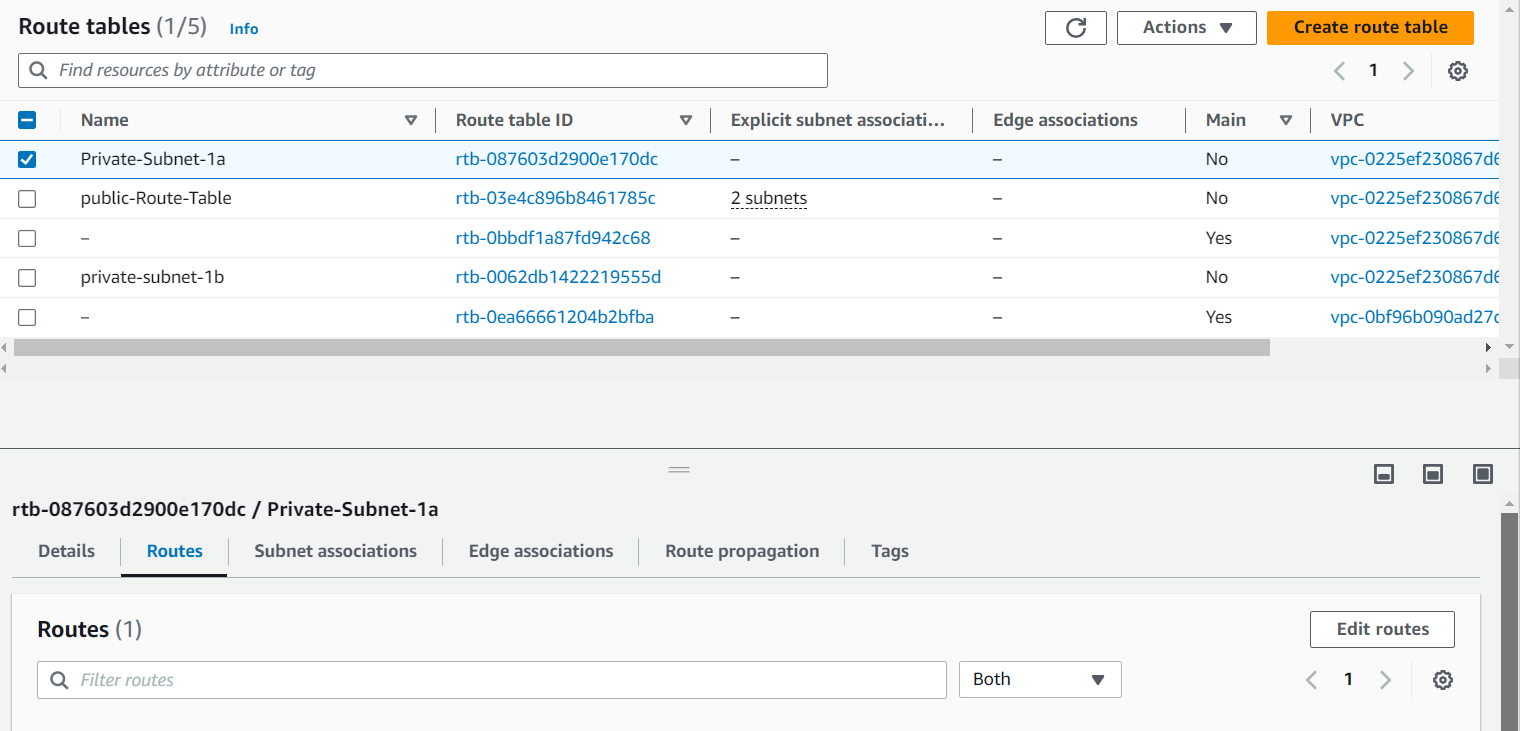 Route tables (1/5) Info
Actions Create route table
Find resources by attribute or tag
1
Name Route table ID Explicit subnet associati... Edge associations Main VPC
Private-Subnet-1a rtb-087603d2900e170dc – – No vpc-0225ef230867d6
public-Route-Table rtb-03e4c896b8461785c 2 subnets – No vpc-0225ef230867d6
– rtb-0bbdf1a87fd942c68 – – Yes vpc-0225ef230867d6
private-subnet-1b rtb-0062db1422219555d – – No vpc-0225ef230867d6
– rtb-0ea66661204b2bfba – – Yes vpc-0bf96b090ad27c
rtb-087603d2900e170dc / Private-Subnet-1a
Details Routes Subnet associations Edge associations Route propagation Tags
Routes (1) Edit routes
Filter routes Both 1